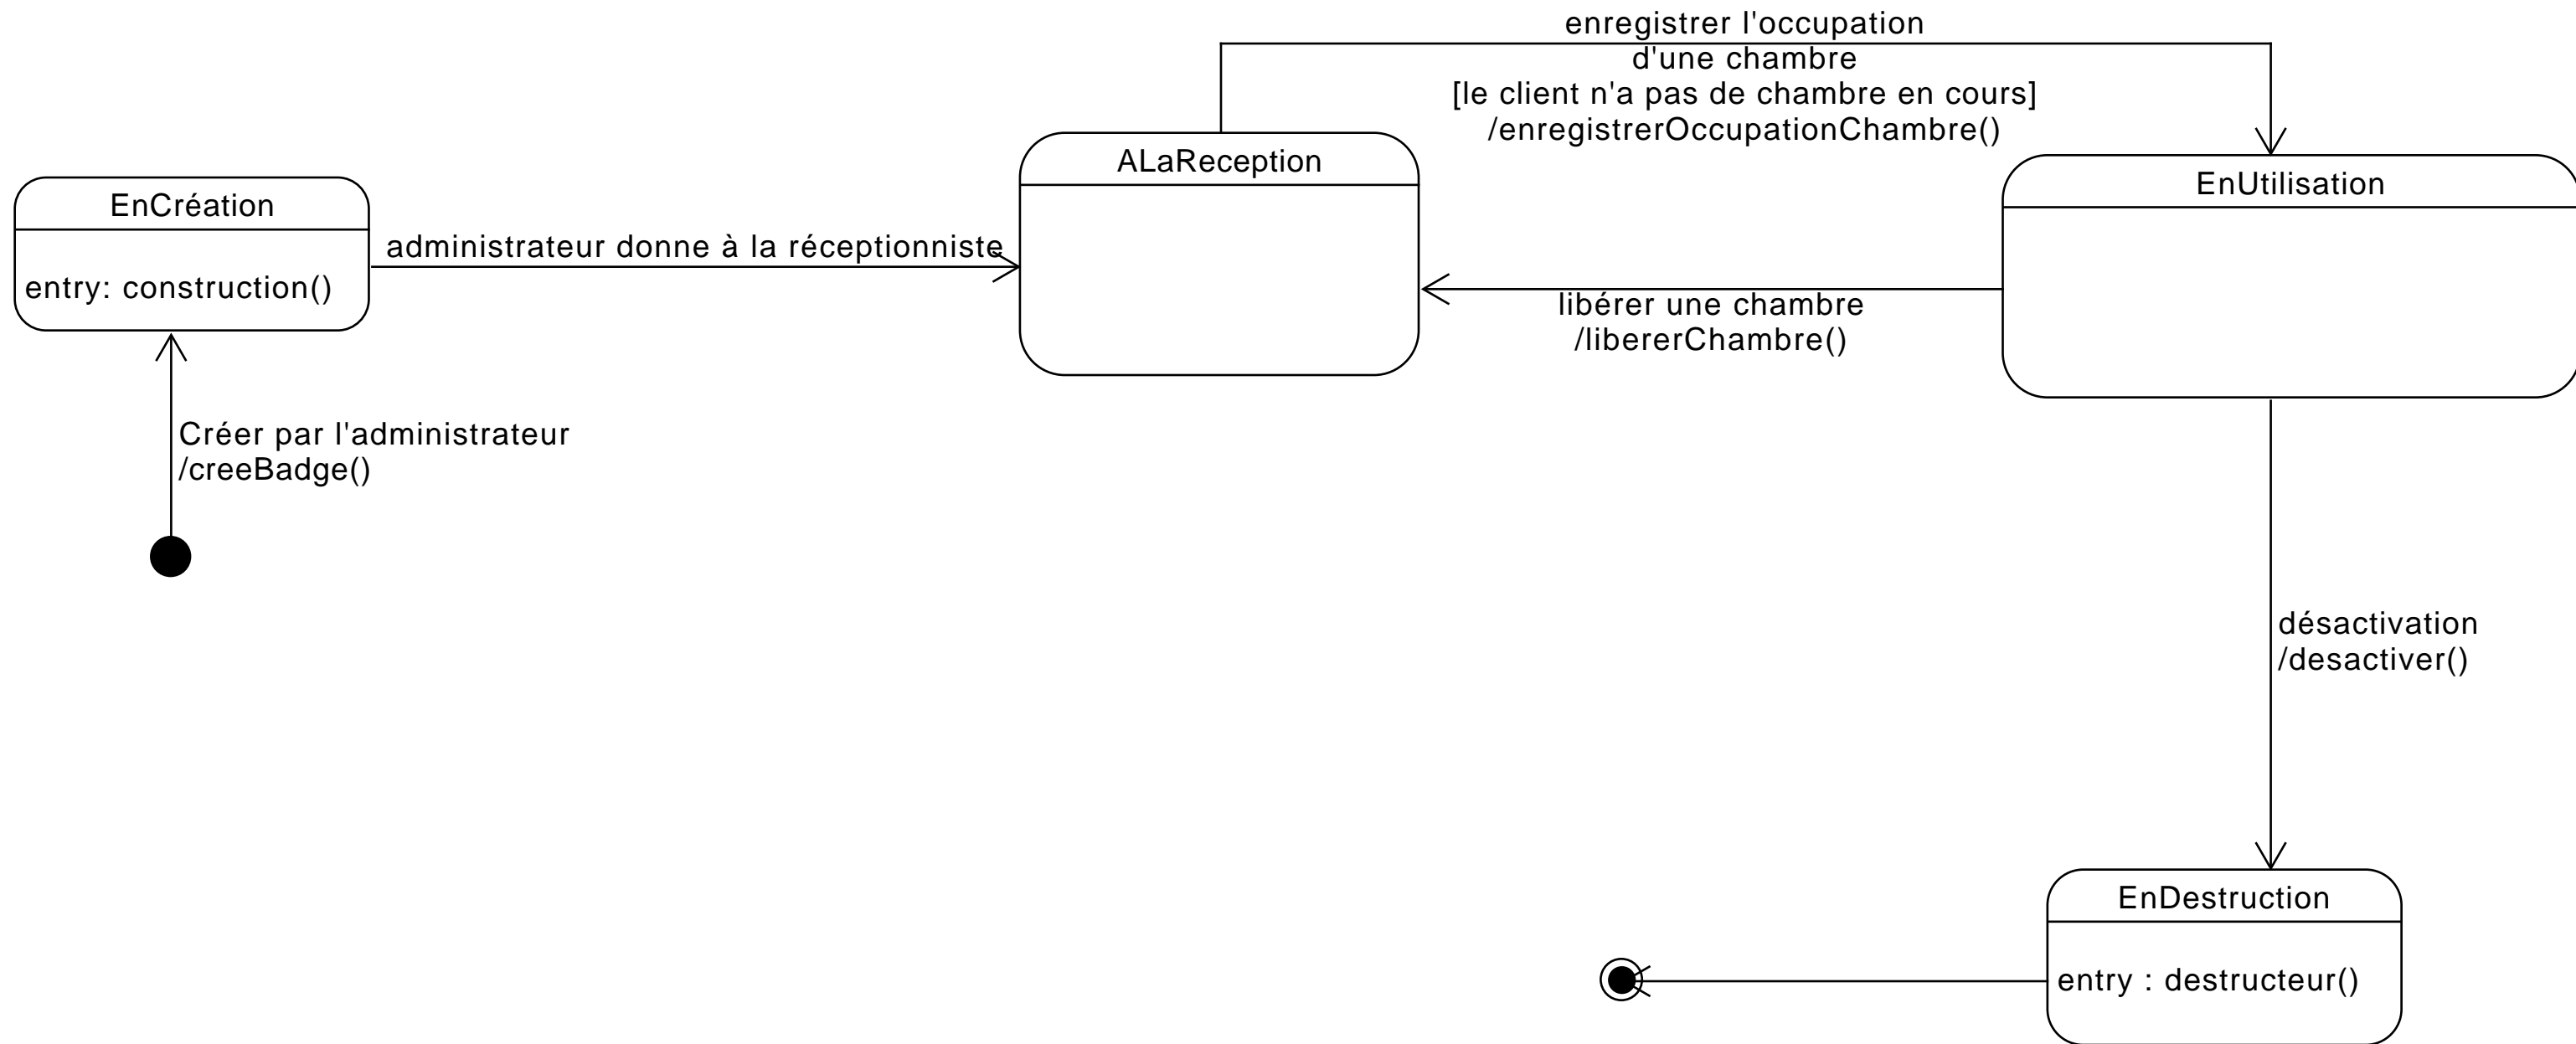 enregistrer l'occupation
d'une chambre
[le client n'a pas de chambre en cours]
/enregistrerOccupationChambre()
ALaReception
EnUtilisation
EnCréation
administrateur donne à la réceptionniste
entry: construction()
libérer une chambre
/libererChambre()
Créer par l'administrateur
/creeBadge()
désactivation
/desactiver()
EnDestruction
entry : destructeur()